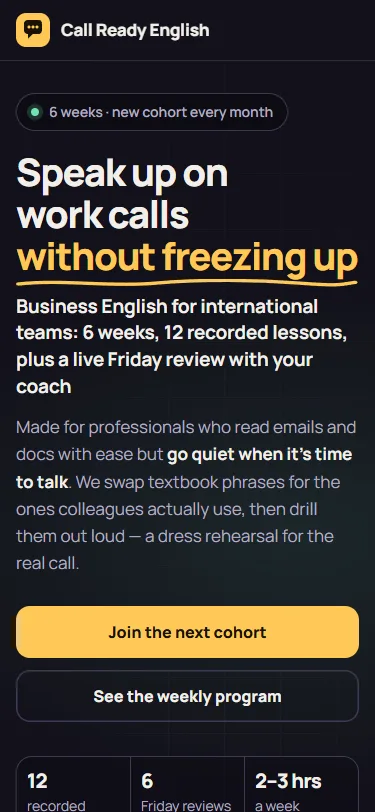 Call Ready English
6 weeks · new cohort every month
Speak up on
work calls
without freezing up
Business English for international
teams: 6 weeks, 12 recorded lessons,
plus a live Friday review with your
coach
Made for professionals who read emails and
docs with ease but go quiet when it's time
to talk. We swap textbook phrases for the
ones colleagues actually use, then drill
them out loud — a dress rehearsal for the
real call.
Join the next cohort
See the weekly program
12
recorded
6
Friday reviews
2–3 hrs
a week